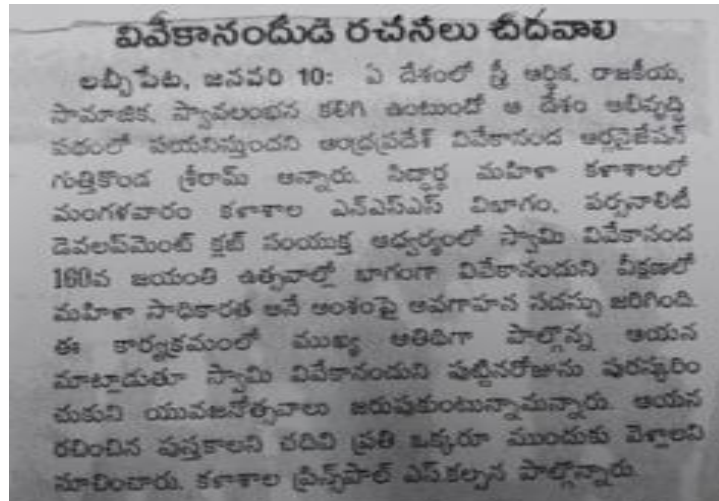 వివేకానందుడి రచనలు చదవాలి
లబ్బీపేట, జనవరి 10: ఏ దేశంలో స్త్రీ ఆర్థిక, రాజకీయ,
సామాజిక, స్వావలంభన కలిగి ఉంటుందో ఆ దేశం అభివృద్ధి
పథంలో పయనిస్తుందని ఆంధ్రప్రదేశ్ వివేకానంద ఆర్గనైజేషన్
గుత్తికొండ శ్రీరామ్ అన్నారు. సిద్ధార్థ మహిళా కళాశాలలో
మంగళవారం కళాశాల ఎన్ఎస్ఎస్ విభాగం, పర్సనాలిటీ
డెవలప్‌మెంట్ క్లబ్ సంయుక్త ఆధ్వర్యంలో స్వామి వివేకానంద
160వ జయంతి ఉత్సవాల్లో భాగంగా వివేకానందుని వీక్షణలో
మహిళా సాధికారత అనే అంశంపై అవగాహన సదస్సు జరిగింది.
ఈ కార్యక్రమంలో ముఖ్య అతిథిగా పాల్గొన్న ఆయన
మాట్లాడుతూ స్వామి వివేకానందుని పుట్టినరోజును పురస్కరిం
చుకుని యువజనోత్సవాలు జరుపుకుంటున్నామన్నారు. ఆయన
రచించిన పుస్తకాలని చదివి ప్రతి ఒక్కరూ ముందుకు వెళ్లాలని
సూచించారు. కళాశాల ప్రిన్సిపాల్ ఎస్.కల్పన పాల్గొన్నారు.